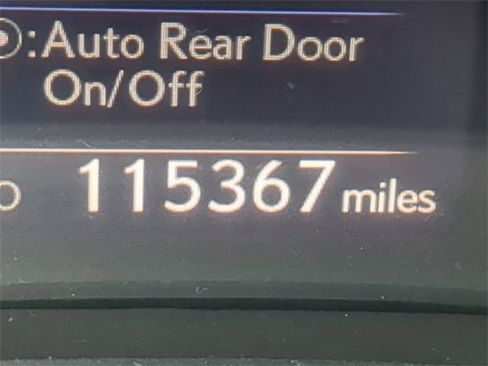 :Auto Rear Door
On/Off
115367 miles